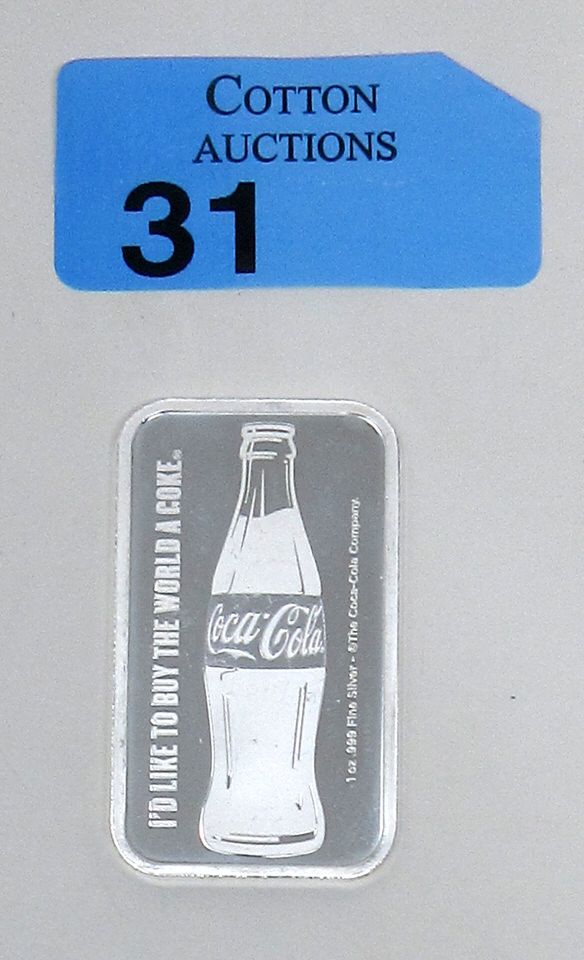 COTTON
AUCTIONS
31
I'D LIKE TO BUY THE WORLD A COKE.®
Coca-Cola
1 oz .999 Fine Silver - ©The Coca-Cola Company.